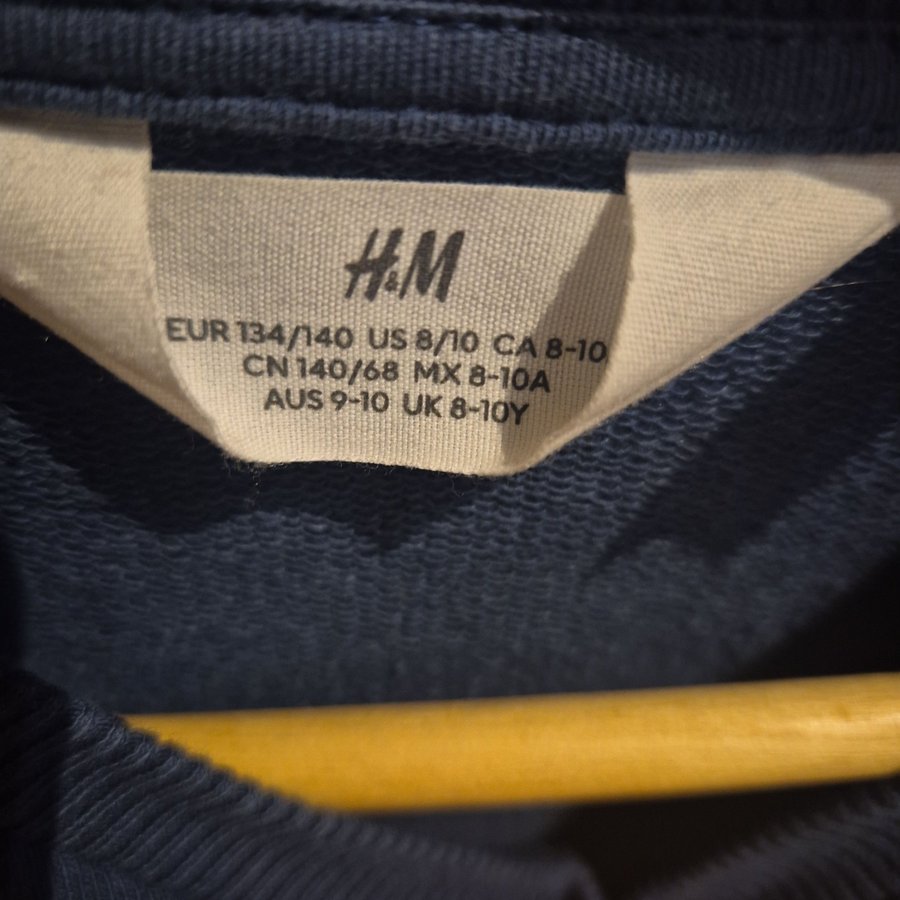 H&M
EUR 134/140 US 8/10 CA 8-10
CN 140/68 MX 8-10A
AUS 9-10 UK 8-10Y